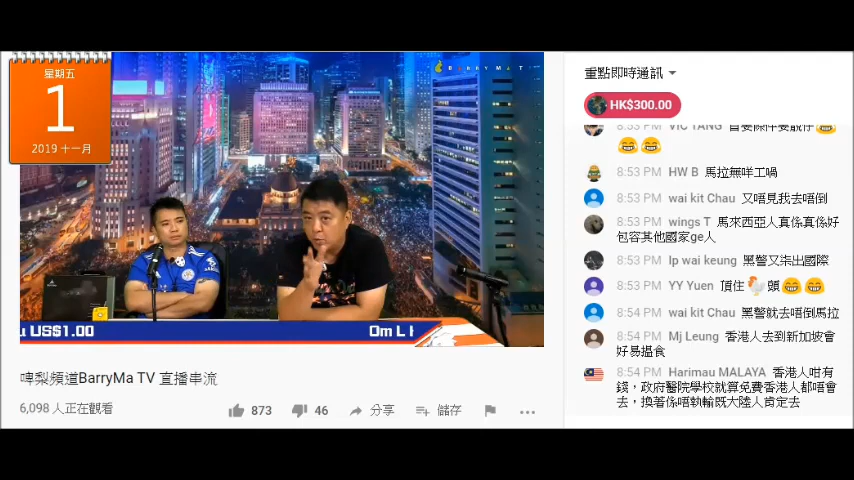 星期五
1
2019 十一月
BARRYMAT
US$1.00
Om L
啤梨頻道BarryMa TV 直播串流
6,098 人正在觀看
873
46
分享
儲存
重點即時通訊
HK$300.00
8:53 PM VIC TANG
8:53 PM HW B 馬拉無咩工喎
8:53 PM wai kit Chau 又唔見我去唔倒
8:53 PM wings T 馬來西亞人真係真係好
包容其他國家ge人
8:53 PM Ip wai keung 黑警又柒出國際
8:53 PM YY Yuen 頂住🐓頭😂😂
8:54 PM wai kit Chau 黑警就去唔倒馬拉
8:54 PM Mj Leung 香港人去到新加坡會
好易搵食
8:54 PM Harimau MALAYA 香港人咁有
錢，政府醫院學校就算免費香港人都唔會
去，換著係唔執輸既大陸人肯定去